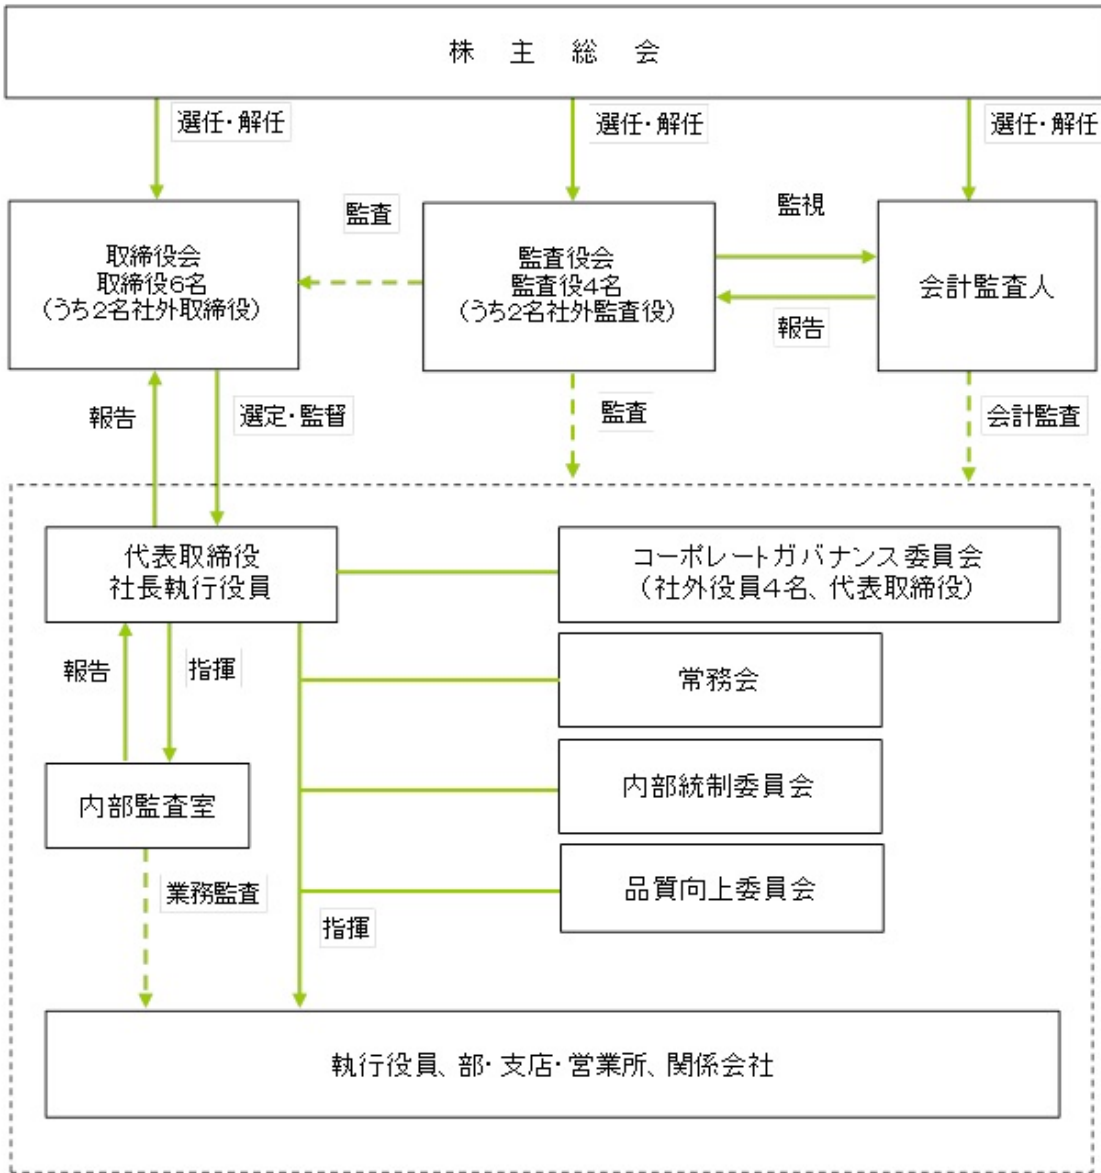 株主総会
選任・解任
選任・解任
選任・解任
取締役会
取締役6名
(うち2名社外取締役)
監査
監査役会
監査役4名
(うち2名社外監査役)
監視
報告
会計監査人
報告
選定・監督
監査
会計監査
代表取締役
社長執行役員
コーポレートガバナンス委員会
(社外役員4名、代表取締役)
報告
指揮
常務会
内部監査室
内部統制委員会
業務監査
品質向上委員会
指揮
執行役員、部・支店・営業所、関係会社